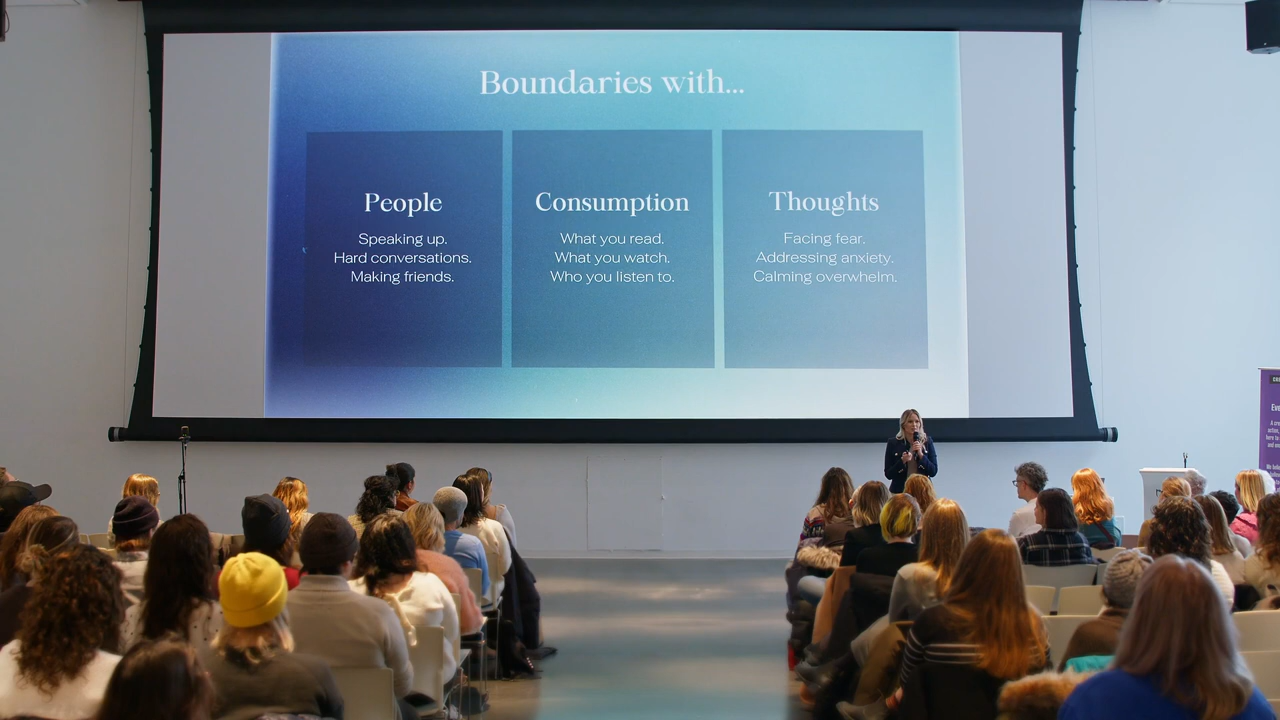 Boundaries with...
People
Speaking up.
Hard conversations.
Making friends.
Consumption
What you read.
What you watch.
Who you listen to.
Thoughts
Facing fear.
Addressing anxiety.
Calming overwhelm.